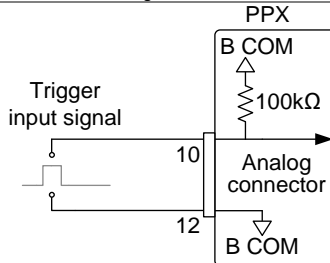 PPX
B COM
Trigger
input signal
100kΩ
10
Analog
connector
12
B COM